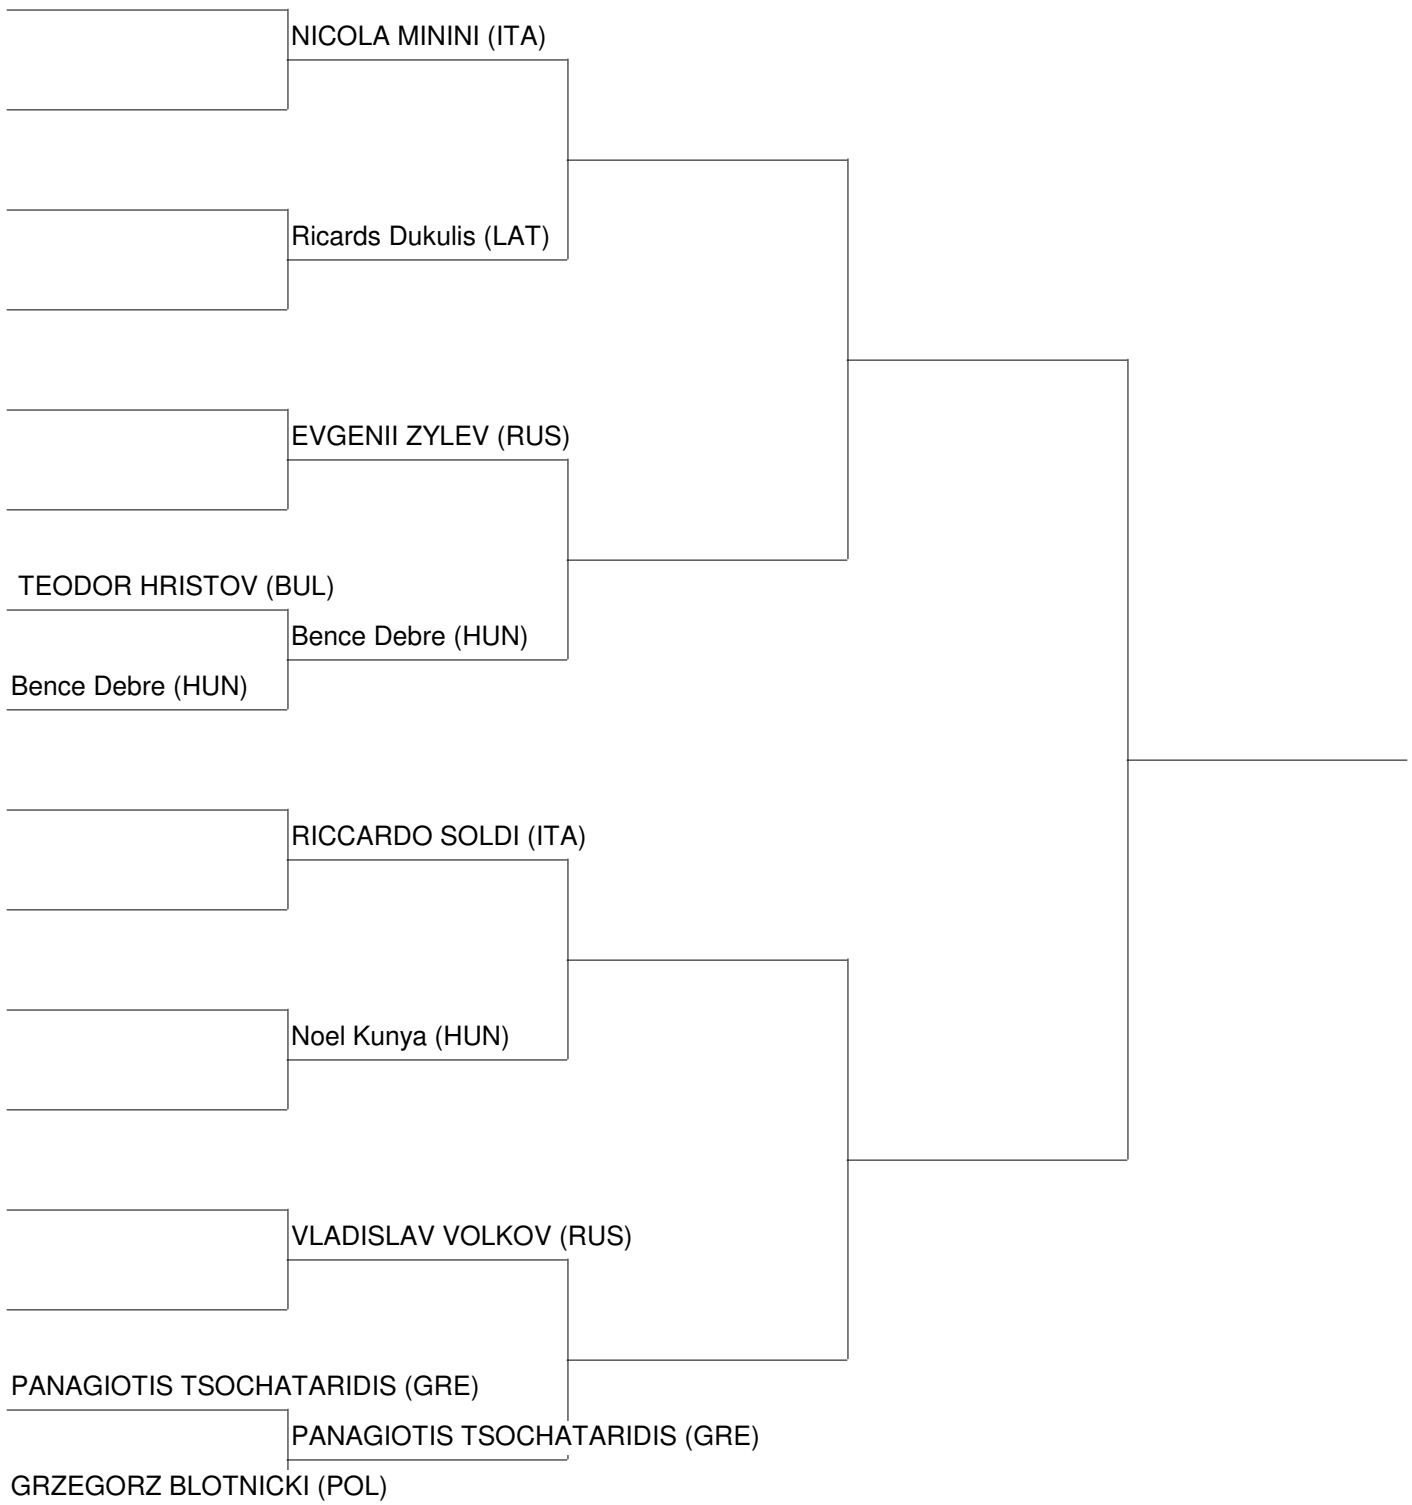 NICOLA MININI (ITA)
Ricards Dukulis (LAT)
EVGENII ZYLEV (RUS)
TEODOR HRISTOV (BUL)
Bence Debre (HUN)
Bence Debre (HUN)
RICCARDO SOLDI (ITA)
Noel Kunya (HUN)
VLADISLAV VOLKOV (RUS)
PANAGIOTIS TSOCHATARIDIS (GRE)
PANAGIOTIS TSOCHATARIDIS (GRE)
GRZEGORZ BLOTNICKI (POL)